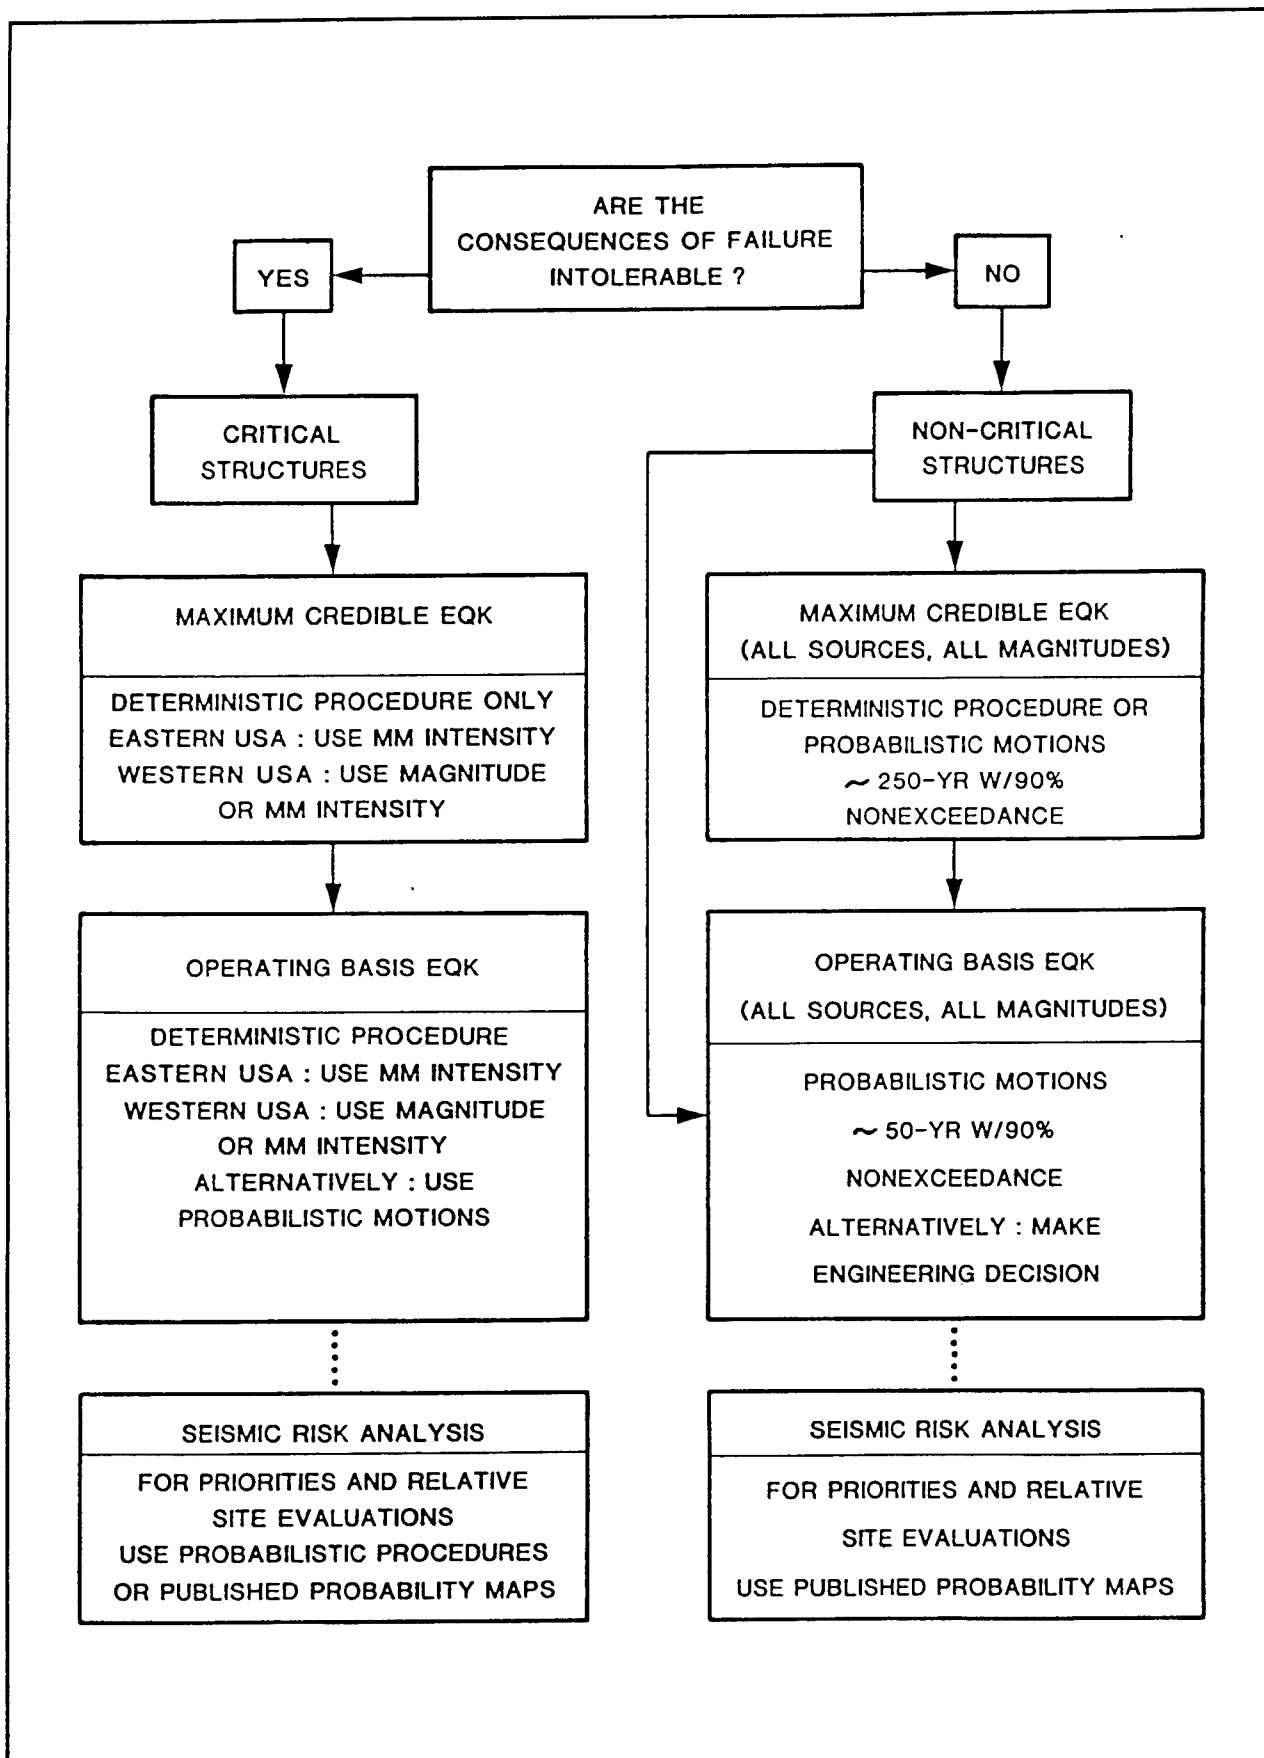 ARE THE
CONSEQUENCES OF FAILURE
INTOLERABLE ?
YES
NO
CRITICAL
STRUCTURES
NON-CRITICAL
STRUCTURES
MAXIMUM CREDIBLE EQK
DETERMINISTIC PROCEDURE ONLY
EASTERN USA : USE MM INTENSITY
WESTERN USA : USE MAGNITUDE
OR MM INTENSITY
MAXIMUM CREDIBLE EQK
(ALL SOURCES, ALL MAGNITUDES)
DETERMINISTIC PROCEDURE OR
PROBABILISTIC MOTIONS
~ 250-YR W/90%
NONEXCEEDANCE
OPERATING BASIS EQK
DETERMINISTIC PROCEDURE
EASTERN USA : USE MM INTENSITY
WESTERN USA : USE MAGNITUDE
OR MM INTENSITY
ALTERNATIVELY : USE
PROBABILISTIC MOTIONS
OPERATING BASIS EQK
(ALL SOURCES, ALL MAGNITUDES)
PROBABILISTIC MOTIONS
~ 50-YR W/90%
NONEXCEEDANCE
ALTERNATIVELY : MAKE
ENGINEERING DECISION
SEISMIC RISK ANALYSIS
FOR PRIORITIES AND RELATIVE
SITE EVALUATIONS
USE PROBABILISTIC PROCEDURES
OR PUBLISHED PROBABILITY MAPS
SEISMIC RISK ANALYSIS
FOR PRIORITIES AND RELATIVE
SITE EVALUATIONS
USE PUBLISHED PROBABILITY MAPS